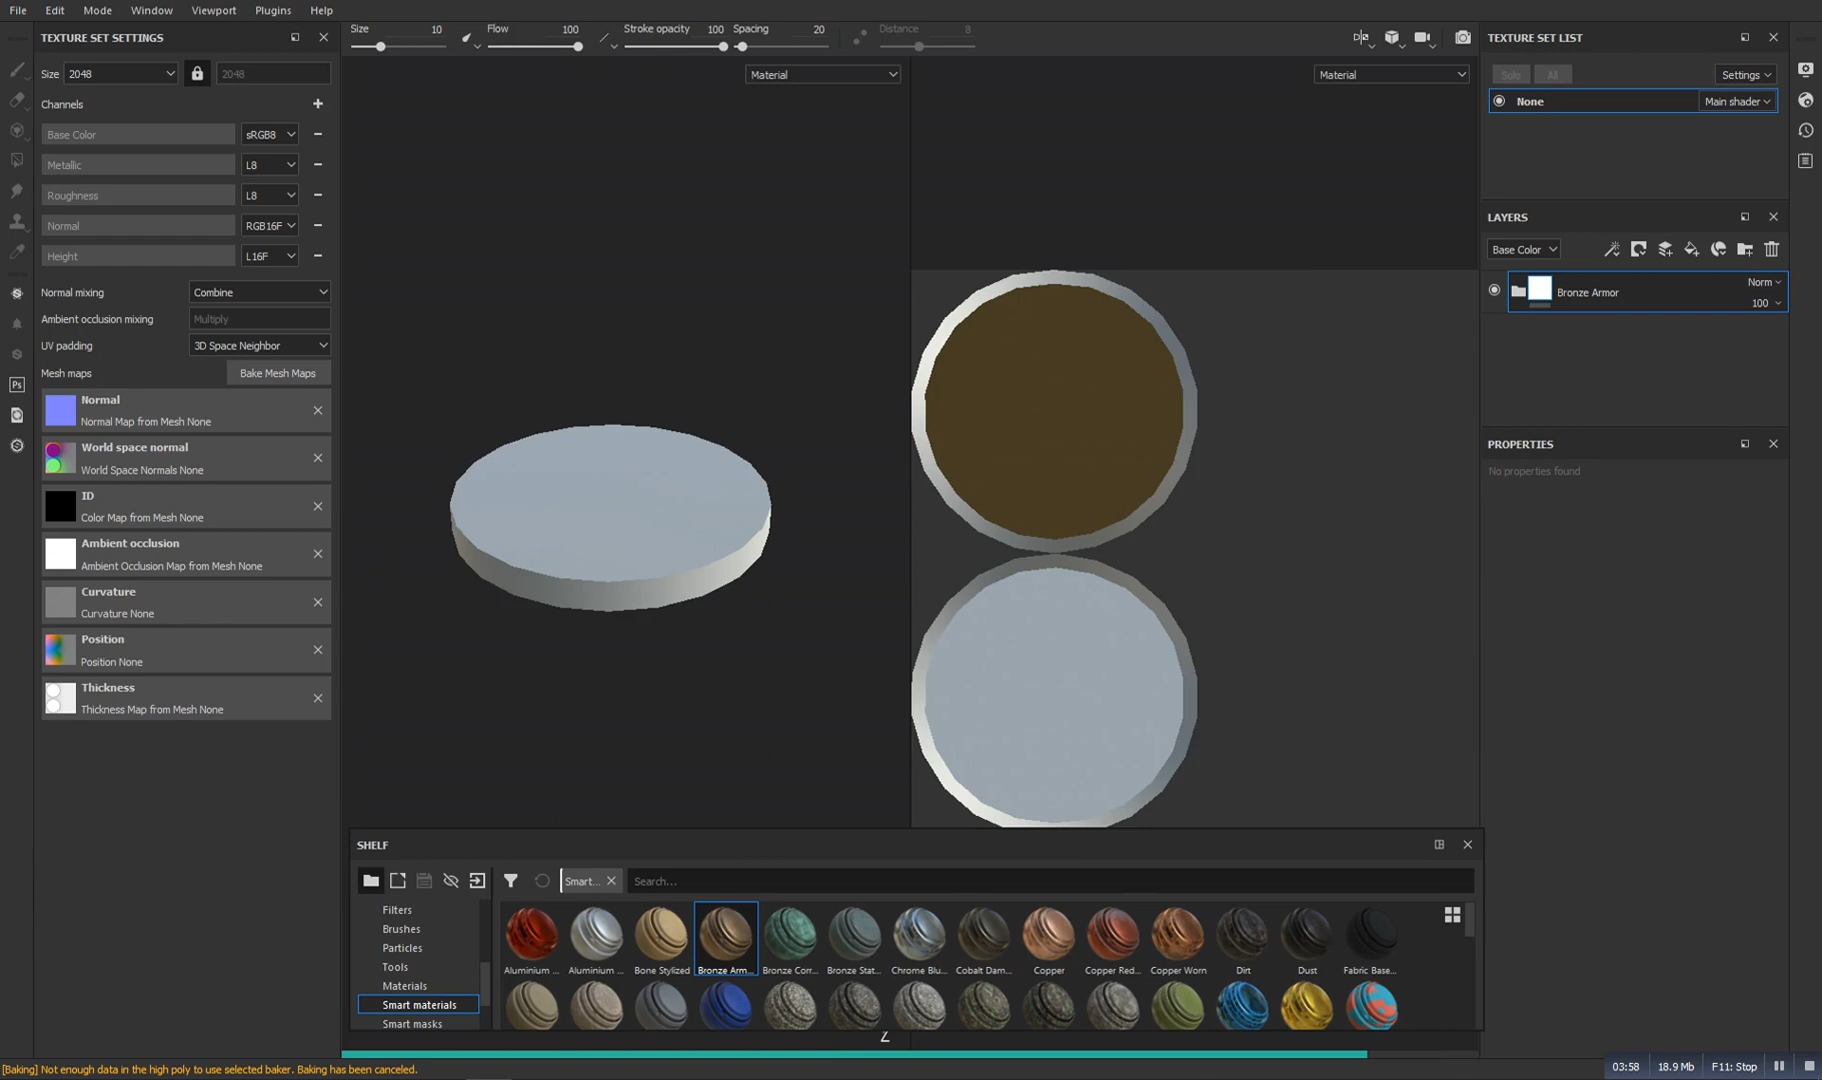 File Edit Mode Window Viewport Plugins Help
TEXTURE SET SETTINGS
Size 2048 2048
Channels
Base Color sRGB8
Metallic L8
Roughness L8
Normal RGB16F
Height L16F
Normal mixing Combine
Ambient occlusion mixing Multiply
UV padding 3D Space Neighbor
Mesh maps Bake Mesh Maps
Normal
Normal Map from Mesh None
World space normal
World Space Normals None
ID
Color Map from Mesh None
Ambient occlusion
Ambient Occlusion Map from Mesh None
Curvature
Curvature None
Position
Position None
Thickness
Thickness Map from Mesh None
Ps
Size 10 Flow 100 Stroke opacity 100 Spacing 20 Distance 8
Material
Material
SHELF
Smart...
Search...
Filters
Brushes
Particles
Tools
Materials
Smart materials
Smart masks
Aluminium ... Aluminium ... Bone Stylized Bronze Arm... Bronze Corr... Bronze Stat... Chrome Blu... Cobalt Dam... Copper Copper Red... Copper Worn Dirt Dust Fabric Base...
Z
TEXTURE SET LIST
Solo All Settings
None Main shader
LAYERS
Base Color
Bronze Armor Norm
100
PROPERTIES
No properties found
[Baking] Not enough data in the high poly to use selected baker. Baking has been canceled.
03:58 18.9 Mb F11: Stop